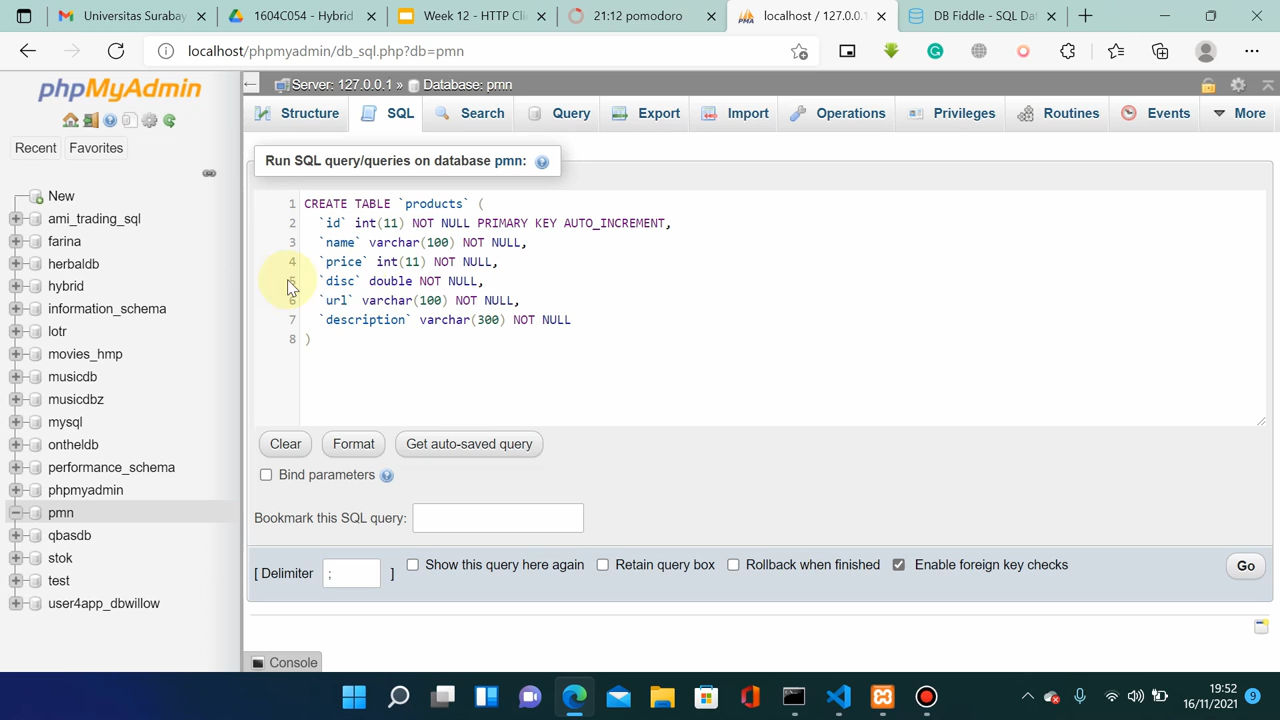 Universitas Surabay
1604C054 - Hybrid
Week 12 - HTTP Cli
21:12 pomodoro
localhost / 127.0.0.1
DB Fiddle - SQL Da
localhost/phpmyadmin/db_sql.php?db=pmn
phpMyAdmin
Recent
Favorites
New
ami_trading_sql
farina
herbaldb
hybrid
information_schema
lotr
movies_hmp
musicdb
musicdbz
mysql
ontheldb
performance_schema
phpmyadmin
pmn
qbasdb
stok
test
user4app_dbwillow
Server: 127.0.0.1 » Database: pmn
Structure
SQL
Search
Query
Export
Import
Operations
Privileges
Routines
Events
More
Run SQL query/queries on database pmn:
1 CREATE TABLE `products` (
2 `id` int(11) NOT NULL PRIMARY KEY AUTO_INCREMENT,
3 `name` varchar(100) NOT NULL,
4 `price` int(11) NOT NULL,
5 `disc` double NOT NULL,
6 `url` varchar(100) NOT NULL,
7 `description` varchar(300) NOT NULL
8 )
Clear
Format
Get auto-saved query
Bind parameters
Bookmark this SQL query:
[ Delimiter ; ]
Show this query here again
Retain query box
Rollback when finished
Enable foreign key checks
Go
Console
19:52
16/11/2021
9